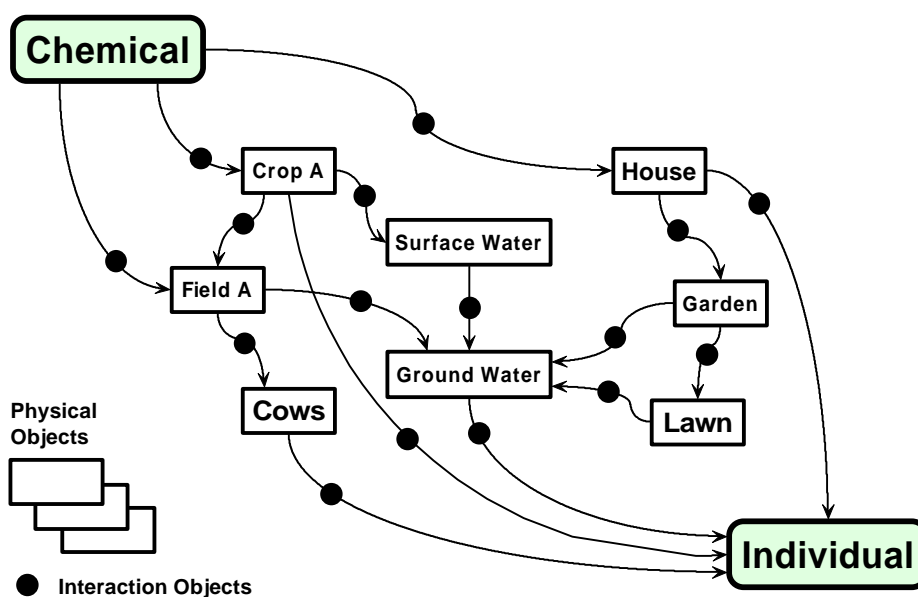 Chemical
Crop A
House
Surface Water
Field A
Garden
Ground Water
Cows
Lawn
Physical
Objects
Individual
Interaction Objects